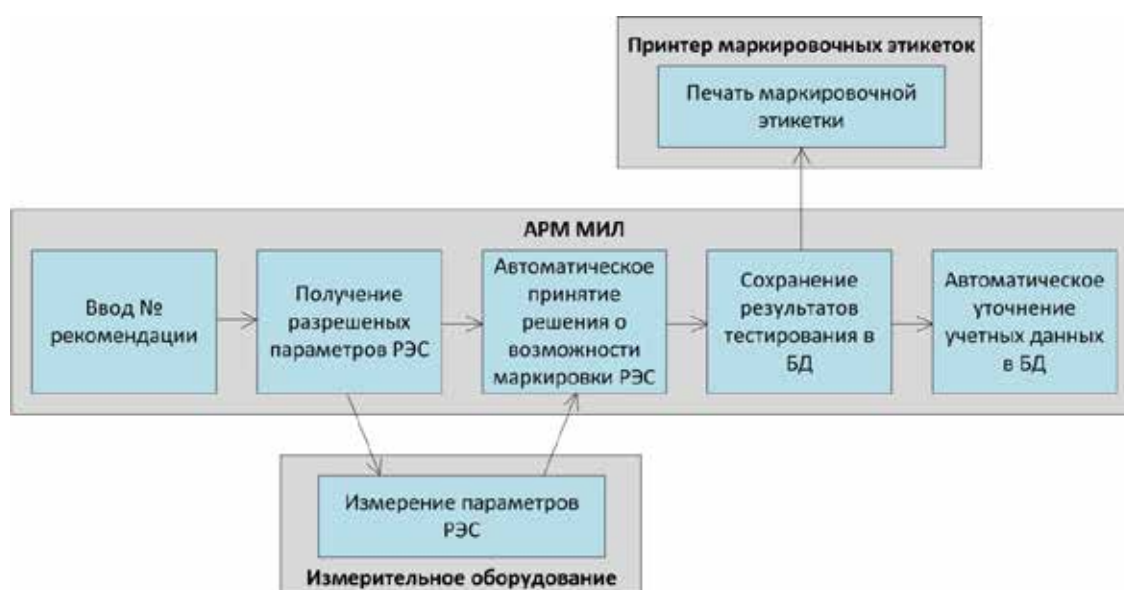 Принтер маркировочных этикеток
Печать маркировочной
этикетки
АРМ МИЛ
Ввод №
рекомендации
Получение
разрешеных
параметров РЭС
Автоматическое
принятие
решения о
возможности
маркировки РЭС
Сохранение
результатов
тестирования в
БД
Автоматическое
уточнение
учетных данных
в БД
Измерение параметров
РЭС
Измерительное оборудование